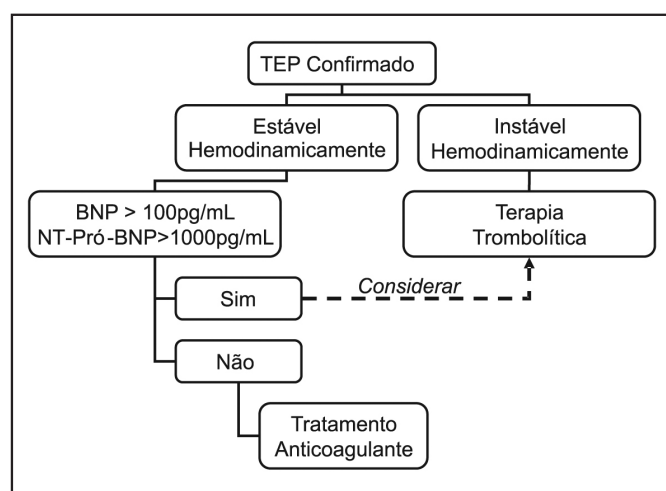 TEP Confirmado
Estável
Hemodinamicamente
Instável
Hemodinamicamente
BNP > 100pg/mL
NT-Pró-BNP>1000pg/mL
Terapia
Trombolítica
Sim
Considerar
Não
Tratamento
Anticoagulante